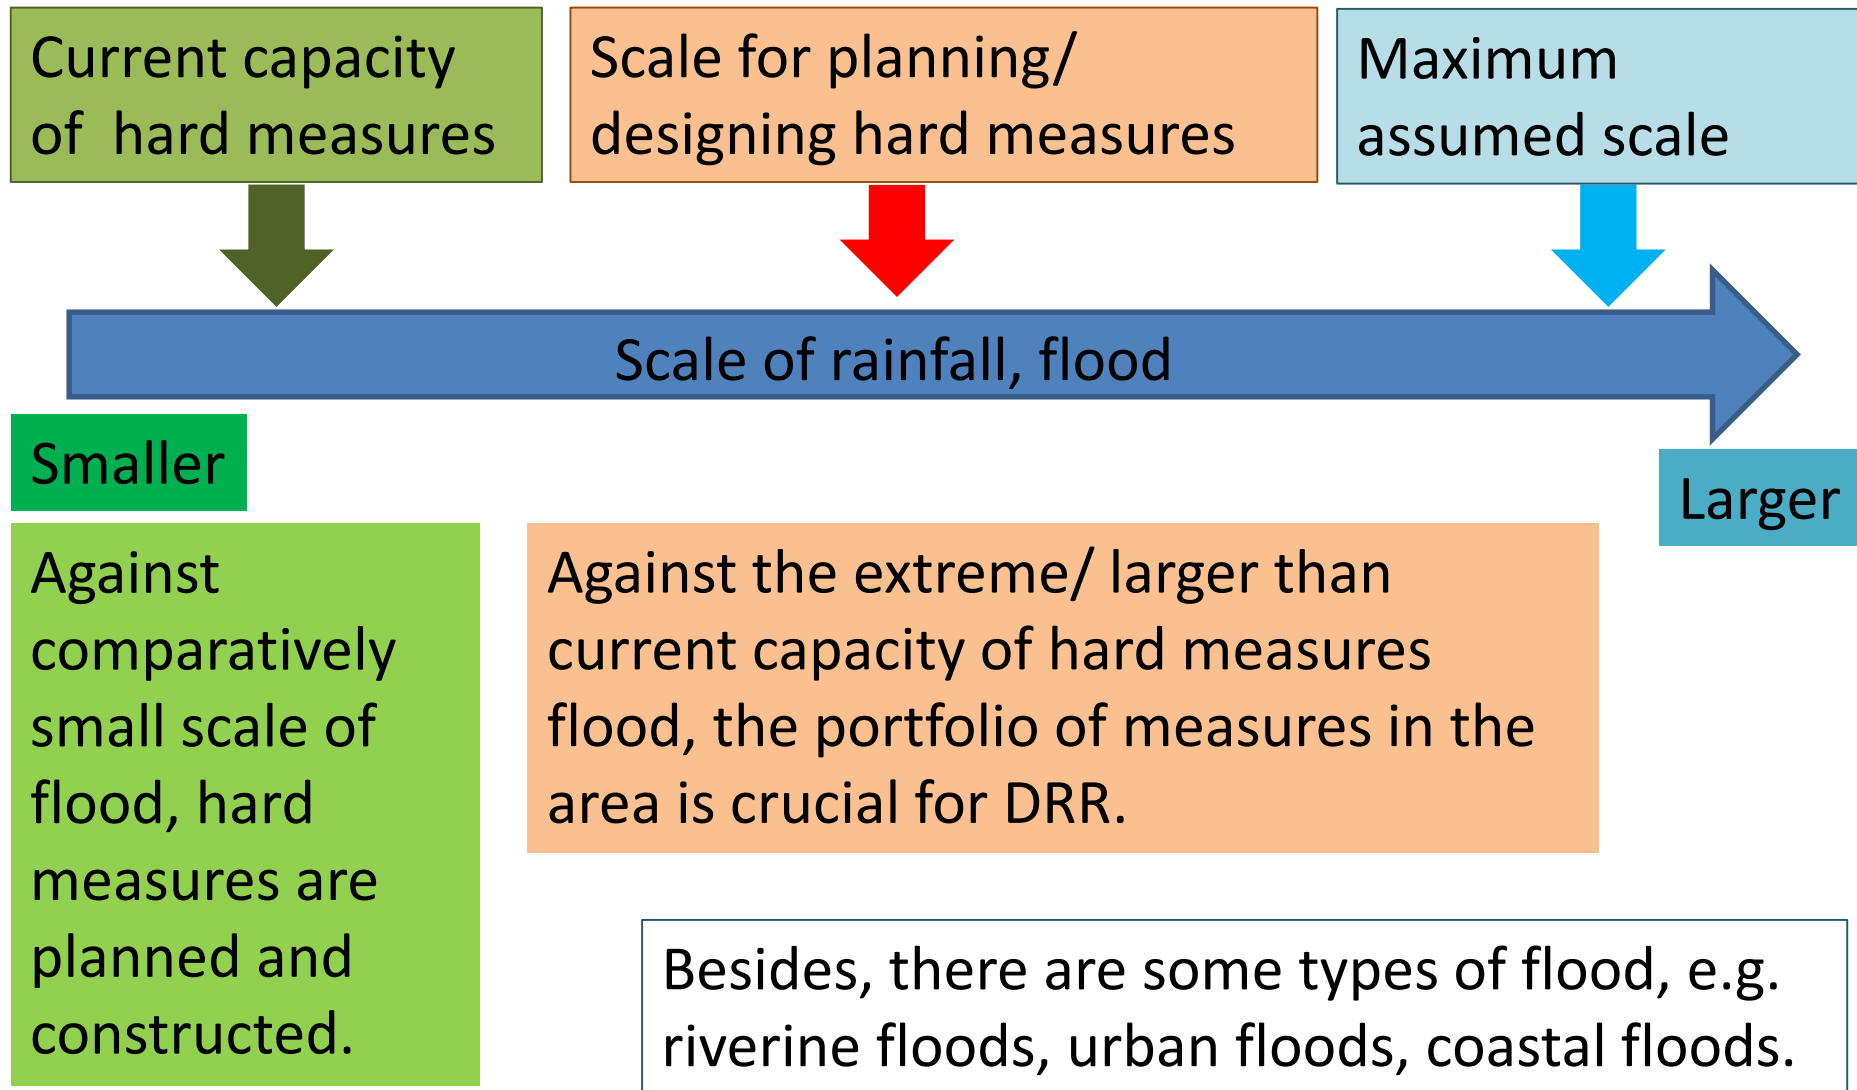 Current capacity
of hard measures
Scale for planning/
designing hard measures
Maximum
assumed scale
Scale of rainfall, flood
Smaller
Larger
Against
comparatively
small scale of
flood, hard
measures are
planned and
constructed.
Against the extreme/ larger than
current capacity of hard measures
flood, the portfolio of measures in the
area is crucial for DRR.
Besides, there are some types of flood, e.g.
riverine floods, urban floods, coastal floods.